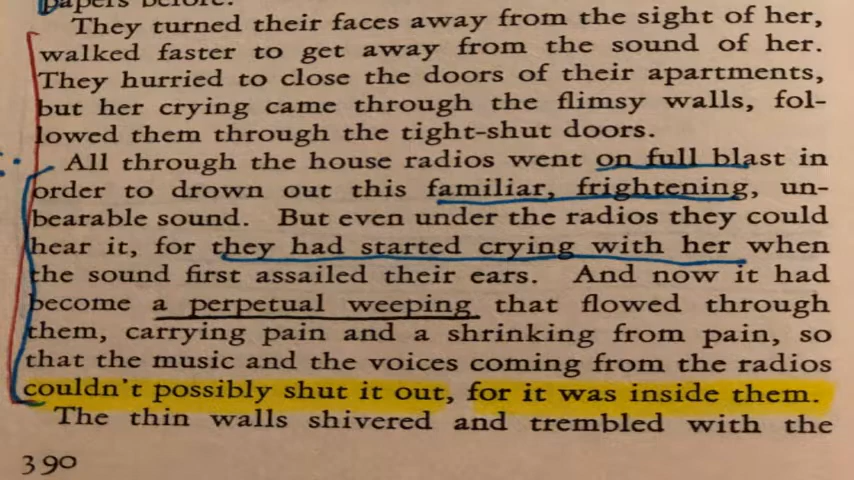 papers before.
They turned their faces away from the sight of her,
walked faster to get away from the sound of her.
They hurried to close the doors of their apartments,
but her crying came through the flimsy walls, fol-
lowed them through the tight-shut doors.
All through the house radios went on full blast in
order to drown out this familiar, frightening, un-
bearable sound. But even under the radios they could
hear it, for they had started crying with her when
the sound first assailed their ears. And now it had
become a perpetual weeping that flowed through
them, carrying pain and a shrinking from pain, so
that the music and the voices coming from the radios
couldn't possibly shut it out, for it was inside them.
The thin walls shivered and trembled with the
390